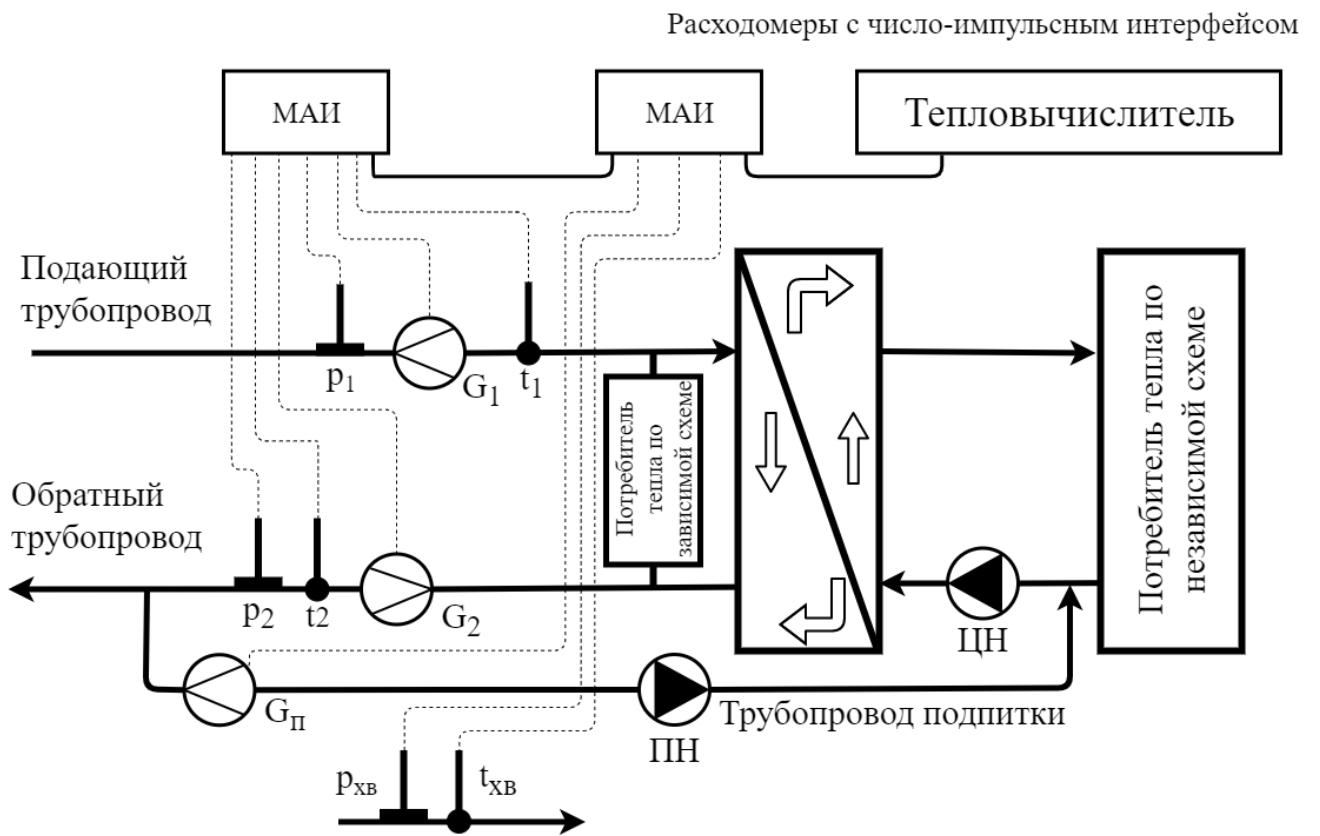 Расходомеры с число-импульсным интерфейсом
МАИ
МАИ
Тепловычислитель
Подающий
трубопровод
p₁
G₁
t₁
Потребитель
тепла по
зависимой схеме
Потребитель тепла по
независимой схеме
Обратный
трубопровод
p₂
t2
G₂
ЦН
Gп
ПН
Трубопровод подпитки
pхв
tхв